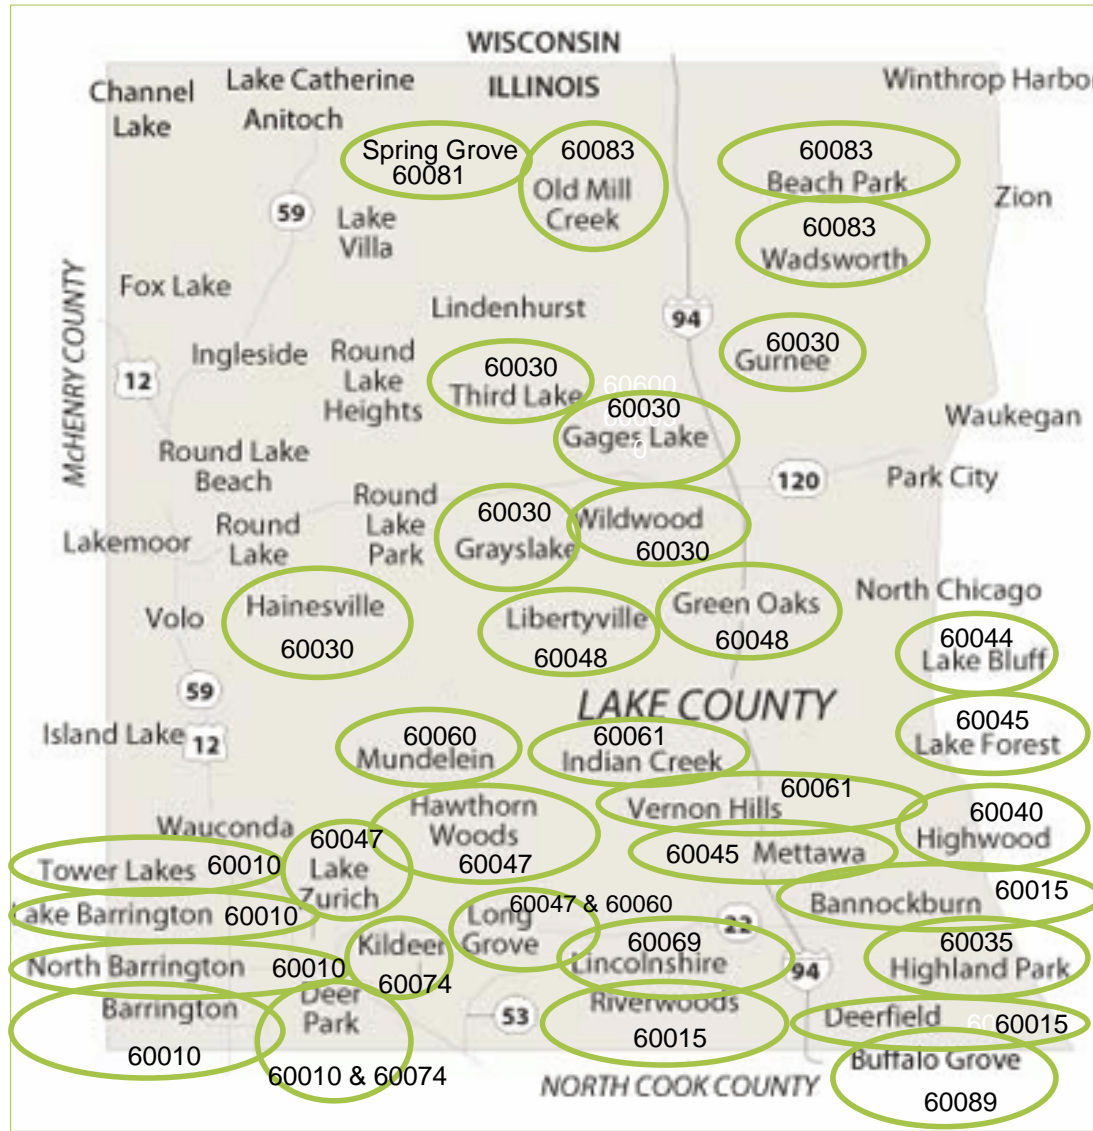 WISCONSIN
ILLINOIS
Channel
Lake
Lake Catherine
Anitoch
Winthrop Harbor
Spring Grove
60081
60083
Old Mill
Creek
60083
Beach Park
Zion
59
Lake
Villa
60083
Wadsworth
McHENRY COUNTY
Fox Lake
Lindenhurst
94
Ingleside
Round
Lake
Heights
60030
Third Lake
60030
Gurnee
12
60030
Gages Lake
Waukegan
Round Lake
Beach
120
Park City
Lakemoor
Round
Lake
Round
Lake
Park
60030
Grayslake
Wildwood
60030
Volo
Hainesville
60030
Libertyville
60048
Green Oaks
60048
North Chicago
60044
Lake Bluff
59
LAKE COUNTY
Island Lake
12
60060
Mundelein
60061
Indian Creek
60045
Lake Forest
Wauconda
Hawthorn
Woods
60047
Vernon Hills
60061
60040
Highwood
Tower Lakes 60010
60047
Lake
Zurich
60045 Mettawa
Lake Barrington 60010
60047 & 60060
Long
Grove
22
Bannockburn 60015
North Barrington 60010
Kildeer
60074
60069
Lincolnshire
94
60035
Highland Park
Barrington
60010
Deer
Park
60010 & 60074
53
Riverwoods
60015
Deerfield 60015
NORTH COOK COUNTY
Buffalo Grove
60089